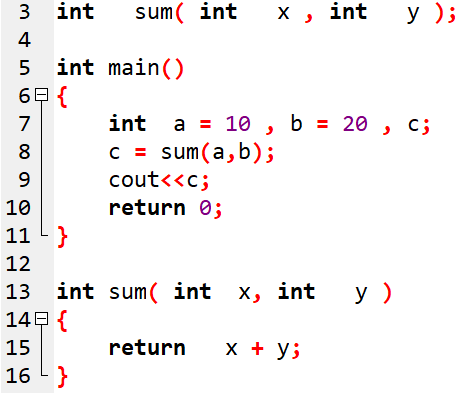 3 int   sum( int   x , int   y );
4
5 int main()
6 {
7     int  a = 10 , b = 20 , c;
8     c = sum(a,b);
9     cout<<c;
10     return 0;
11 }
12
13 int sum( int  x, int   y )
14 {
15     return   x + y;
16 }